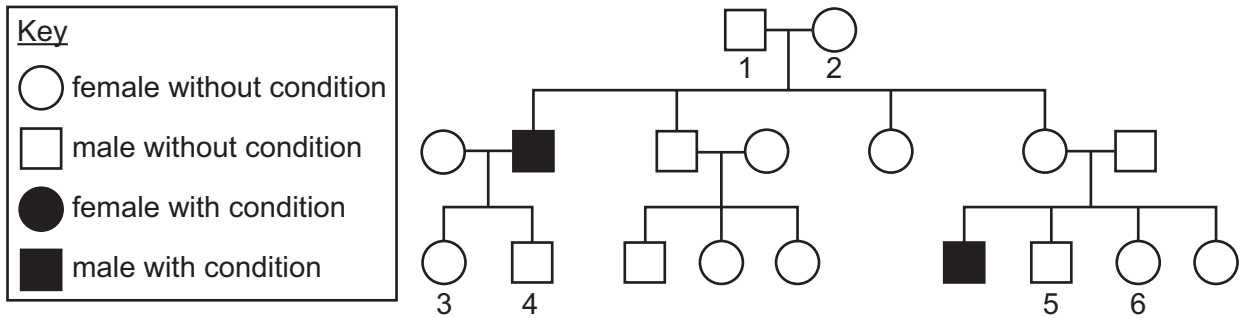 Key
female without condition
male without condition
female with condition
male with condition
1 2
3 4 5 6